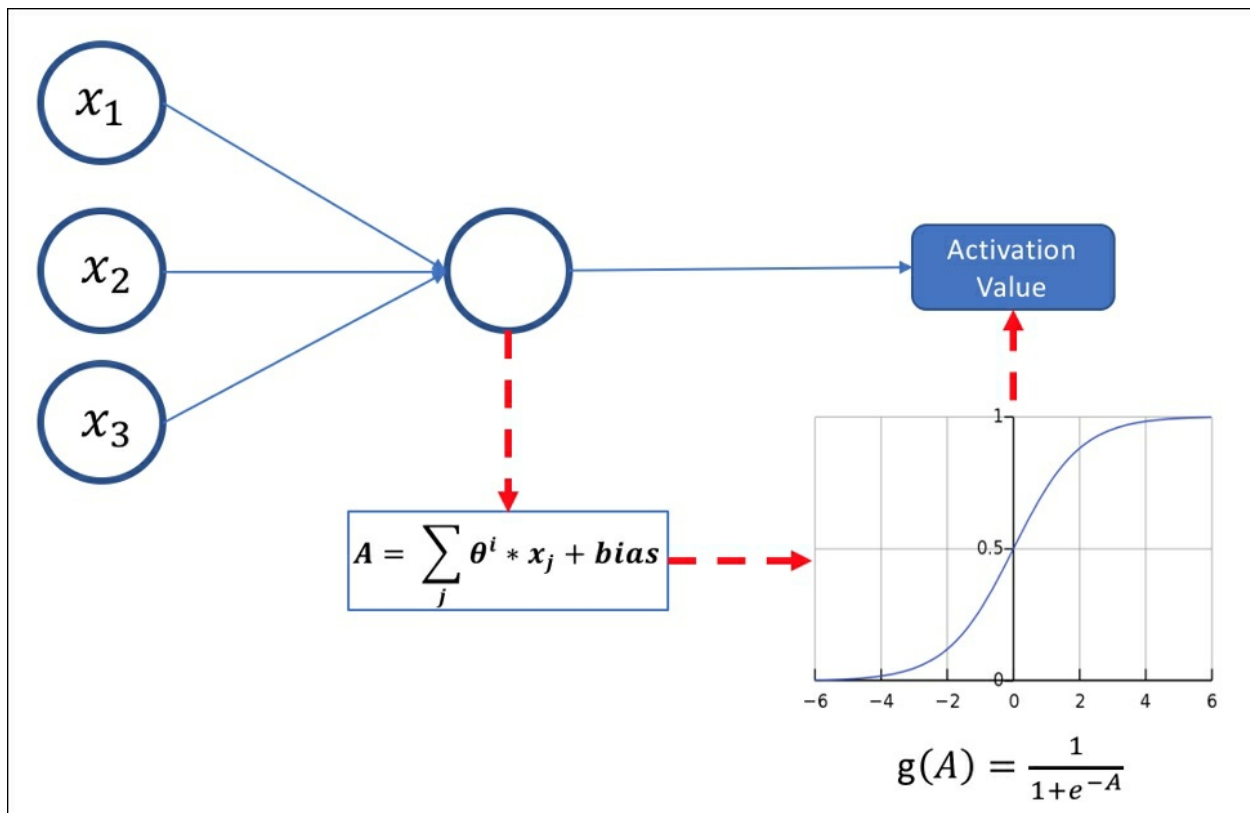 x₁
x₂
x₃
Activation
Value
A = ∑ⱼ θⁱ * xⱼ + bias
1
0.5
0
−6 −4 −2 0 2 4 6
g(A) = 1/(1+e^−A)